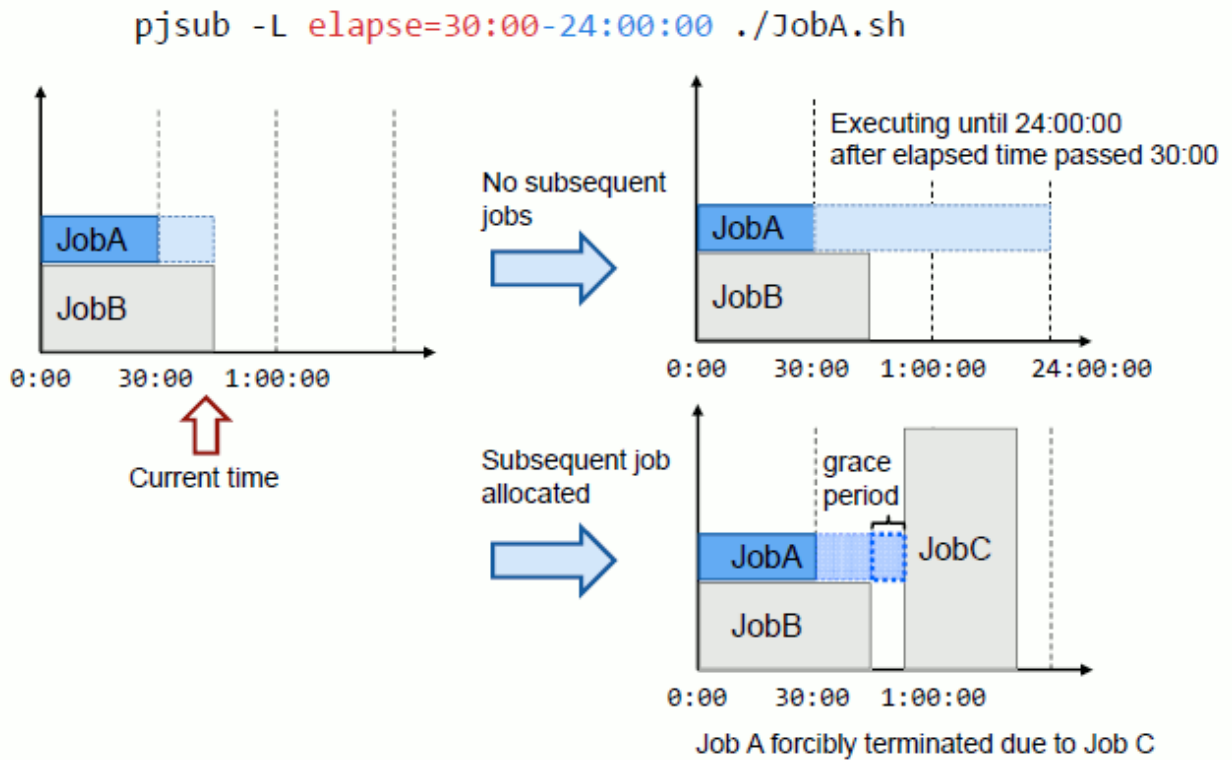 pjsub -L elapse=30:00-24:00:00 ./JobA.sh
JobA
JobB
0:00 30:00 1:00:00
Current time
No subsequent
jobs
Executing until 24:00:00
after elapsed time passed 30:00
JobA
JobB
0:00 30:00 1:00:00 24:00:00
Subsequent job
allocated
grace
period
JobA
JobC
JobB
0:00 30:00 1:00:00
Job A forcibly terminated due to Job C